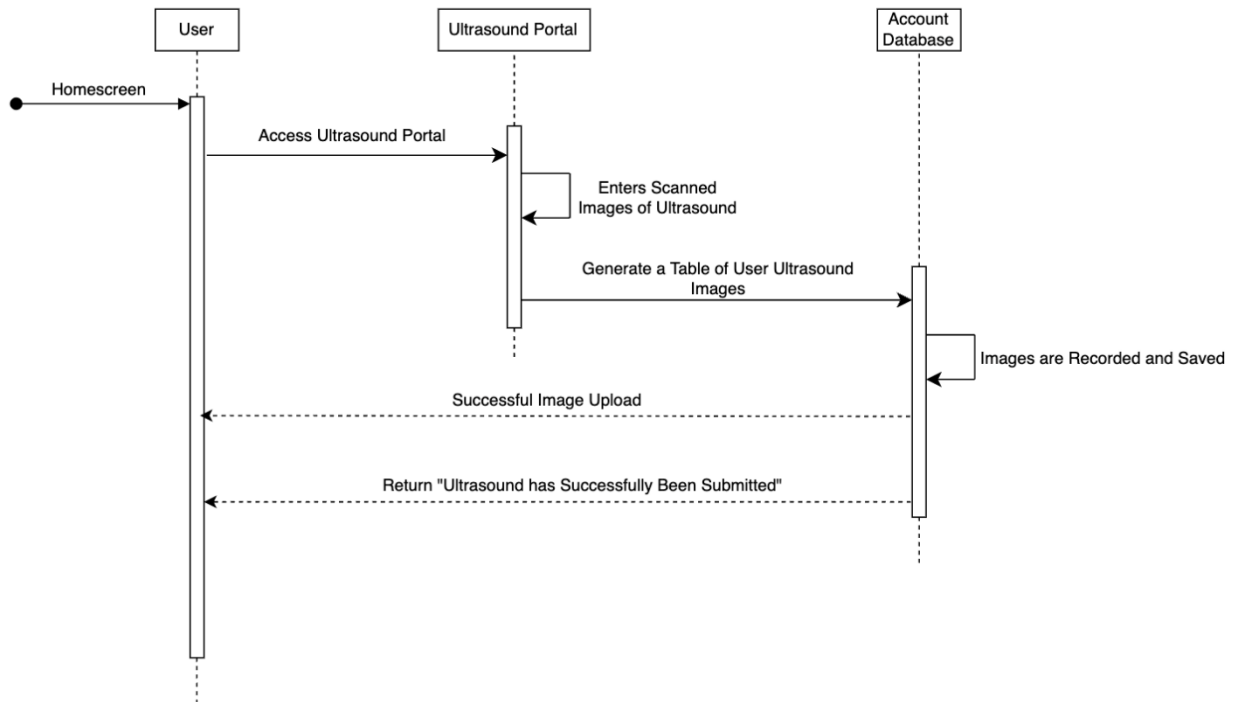 User
Ultrasound Portal
Account
Database
Homescreen
Access Ultrasound Portal
Enters Scanned
Images of Ultrasound
Generate a Table of User Ultrasound
Images
Images are Recorded and Saved
Successful Image Upload
Return "Ultrasound has Successfully Been Submitted"